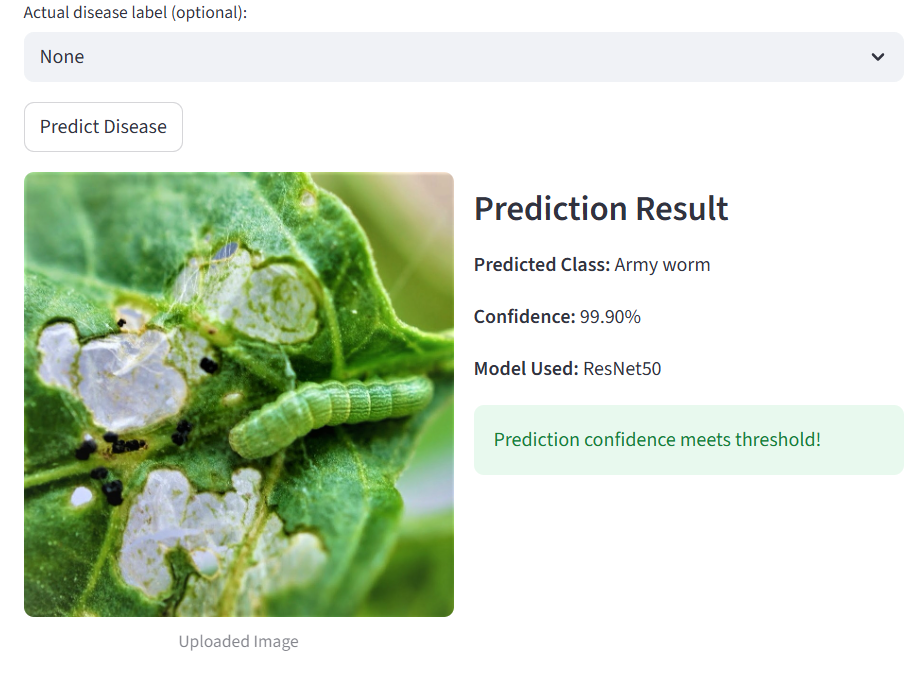 Actual disease label (optional):
None
Predict Disease
Prediction Result
Predicted Class: Army worm
Confidence: 99.90%
Model Used: ResNet50
Prediction confidence meets threshold!
Uploaded Image